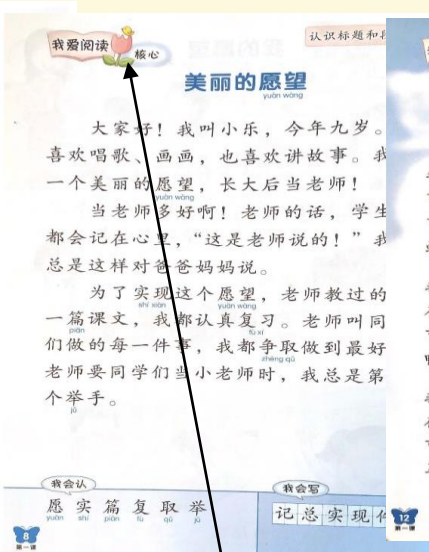 我爱阅读
核心
认识标题和
美丽的愿望
yuàn wàng
大家好！我叫小乐，今年九岁。
喜欢唱歌、画画，也喜欢讲故事。我
一个美丽的愿望，长大后当老师！
yuàn wàng
当老师多好啊！老师的话，学生
都会记在心里，“这是老师说的！”我
总是这样对爸爸妈妈说。
为了实现这个愿望，老师教过的
shí xiàn yuàn wàng
一篇课文，我都认真复习。老师叫同
piān fù xí
们做的每一件事，我都争取做到最好
zhēng qǔ
老师要同学们当小老师时，我总是第
个举手。
jǔ
我会认
愿 实 篇 复 取 举
yuàn shí piān fù qǔ jǔ
我会写
记 总 实 现 件
8
第一课
12
第一课